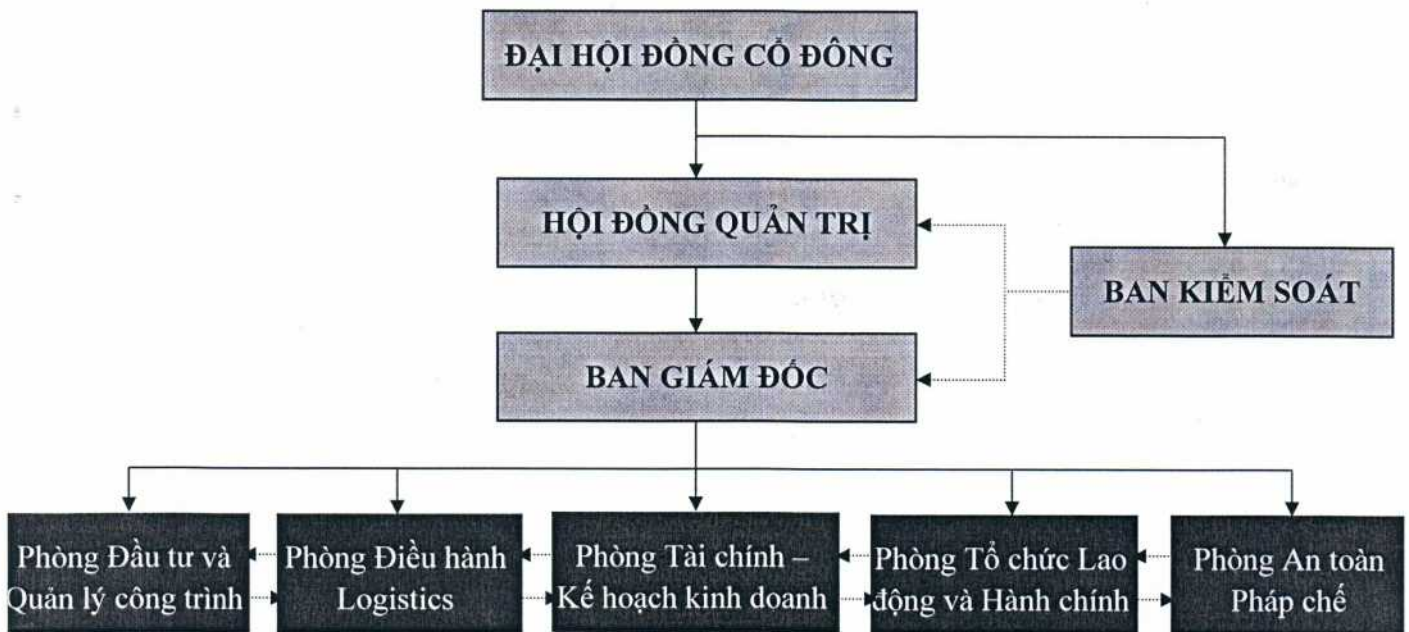 ĐẠI HỘI ĐỒNG CỔ ĐÔNG
HỘI ĐỒNG QUẢN TRỊ
BAN KIỂM SOÁT
BAN GIÁM ĐỐC
Phòng Đầu tư và
Quản lý công trình
Phòng Điều hành
Logistics
Phòng Tài chính –
Kế hoạch kinh doanh
Phòng Tổ chức Lao
động và Hành chính
Phòng An toàn
Pháp chế